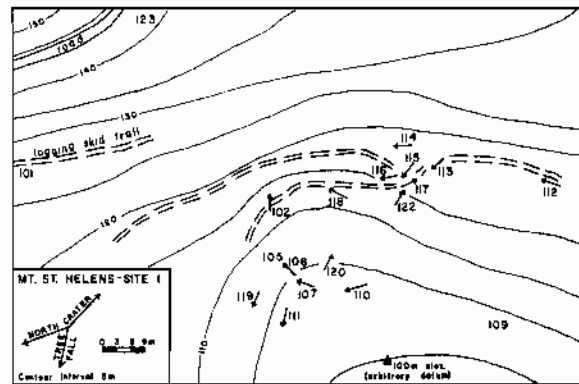 150
123
road
140
130
logging skid trail
101
114
115
116
113
117
112
102
118
122
120
105
106
120
107
110
119
111
109
110
MT. ST. HELENS-SITE 1
NORTH CRATER
TREE FALL
0 3 6 9m
Contour Interval 5m
100m elev.
(arbitrary datum)